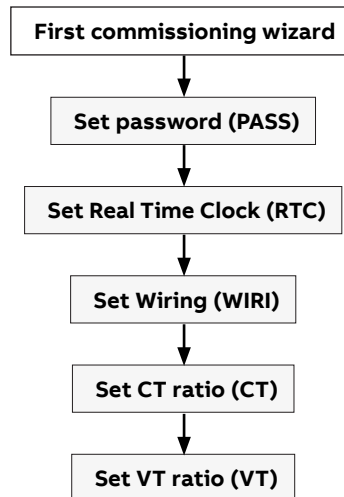 First commissioning wizard
Set password (PASS)
Set Real Time Clock (RTC)
Set Wiring (WIRI)
Set CT ratio (CT)
Set VT ratio (VT)